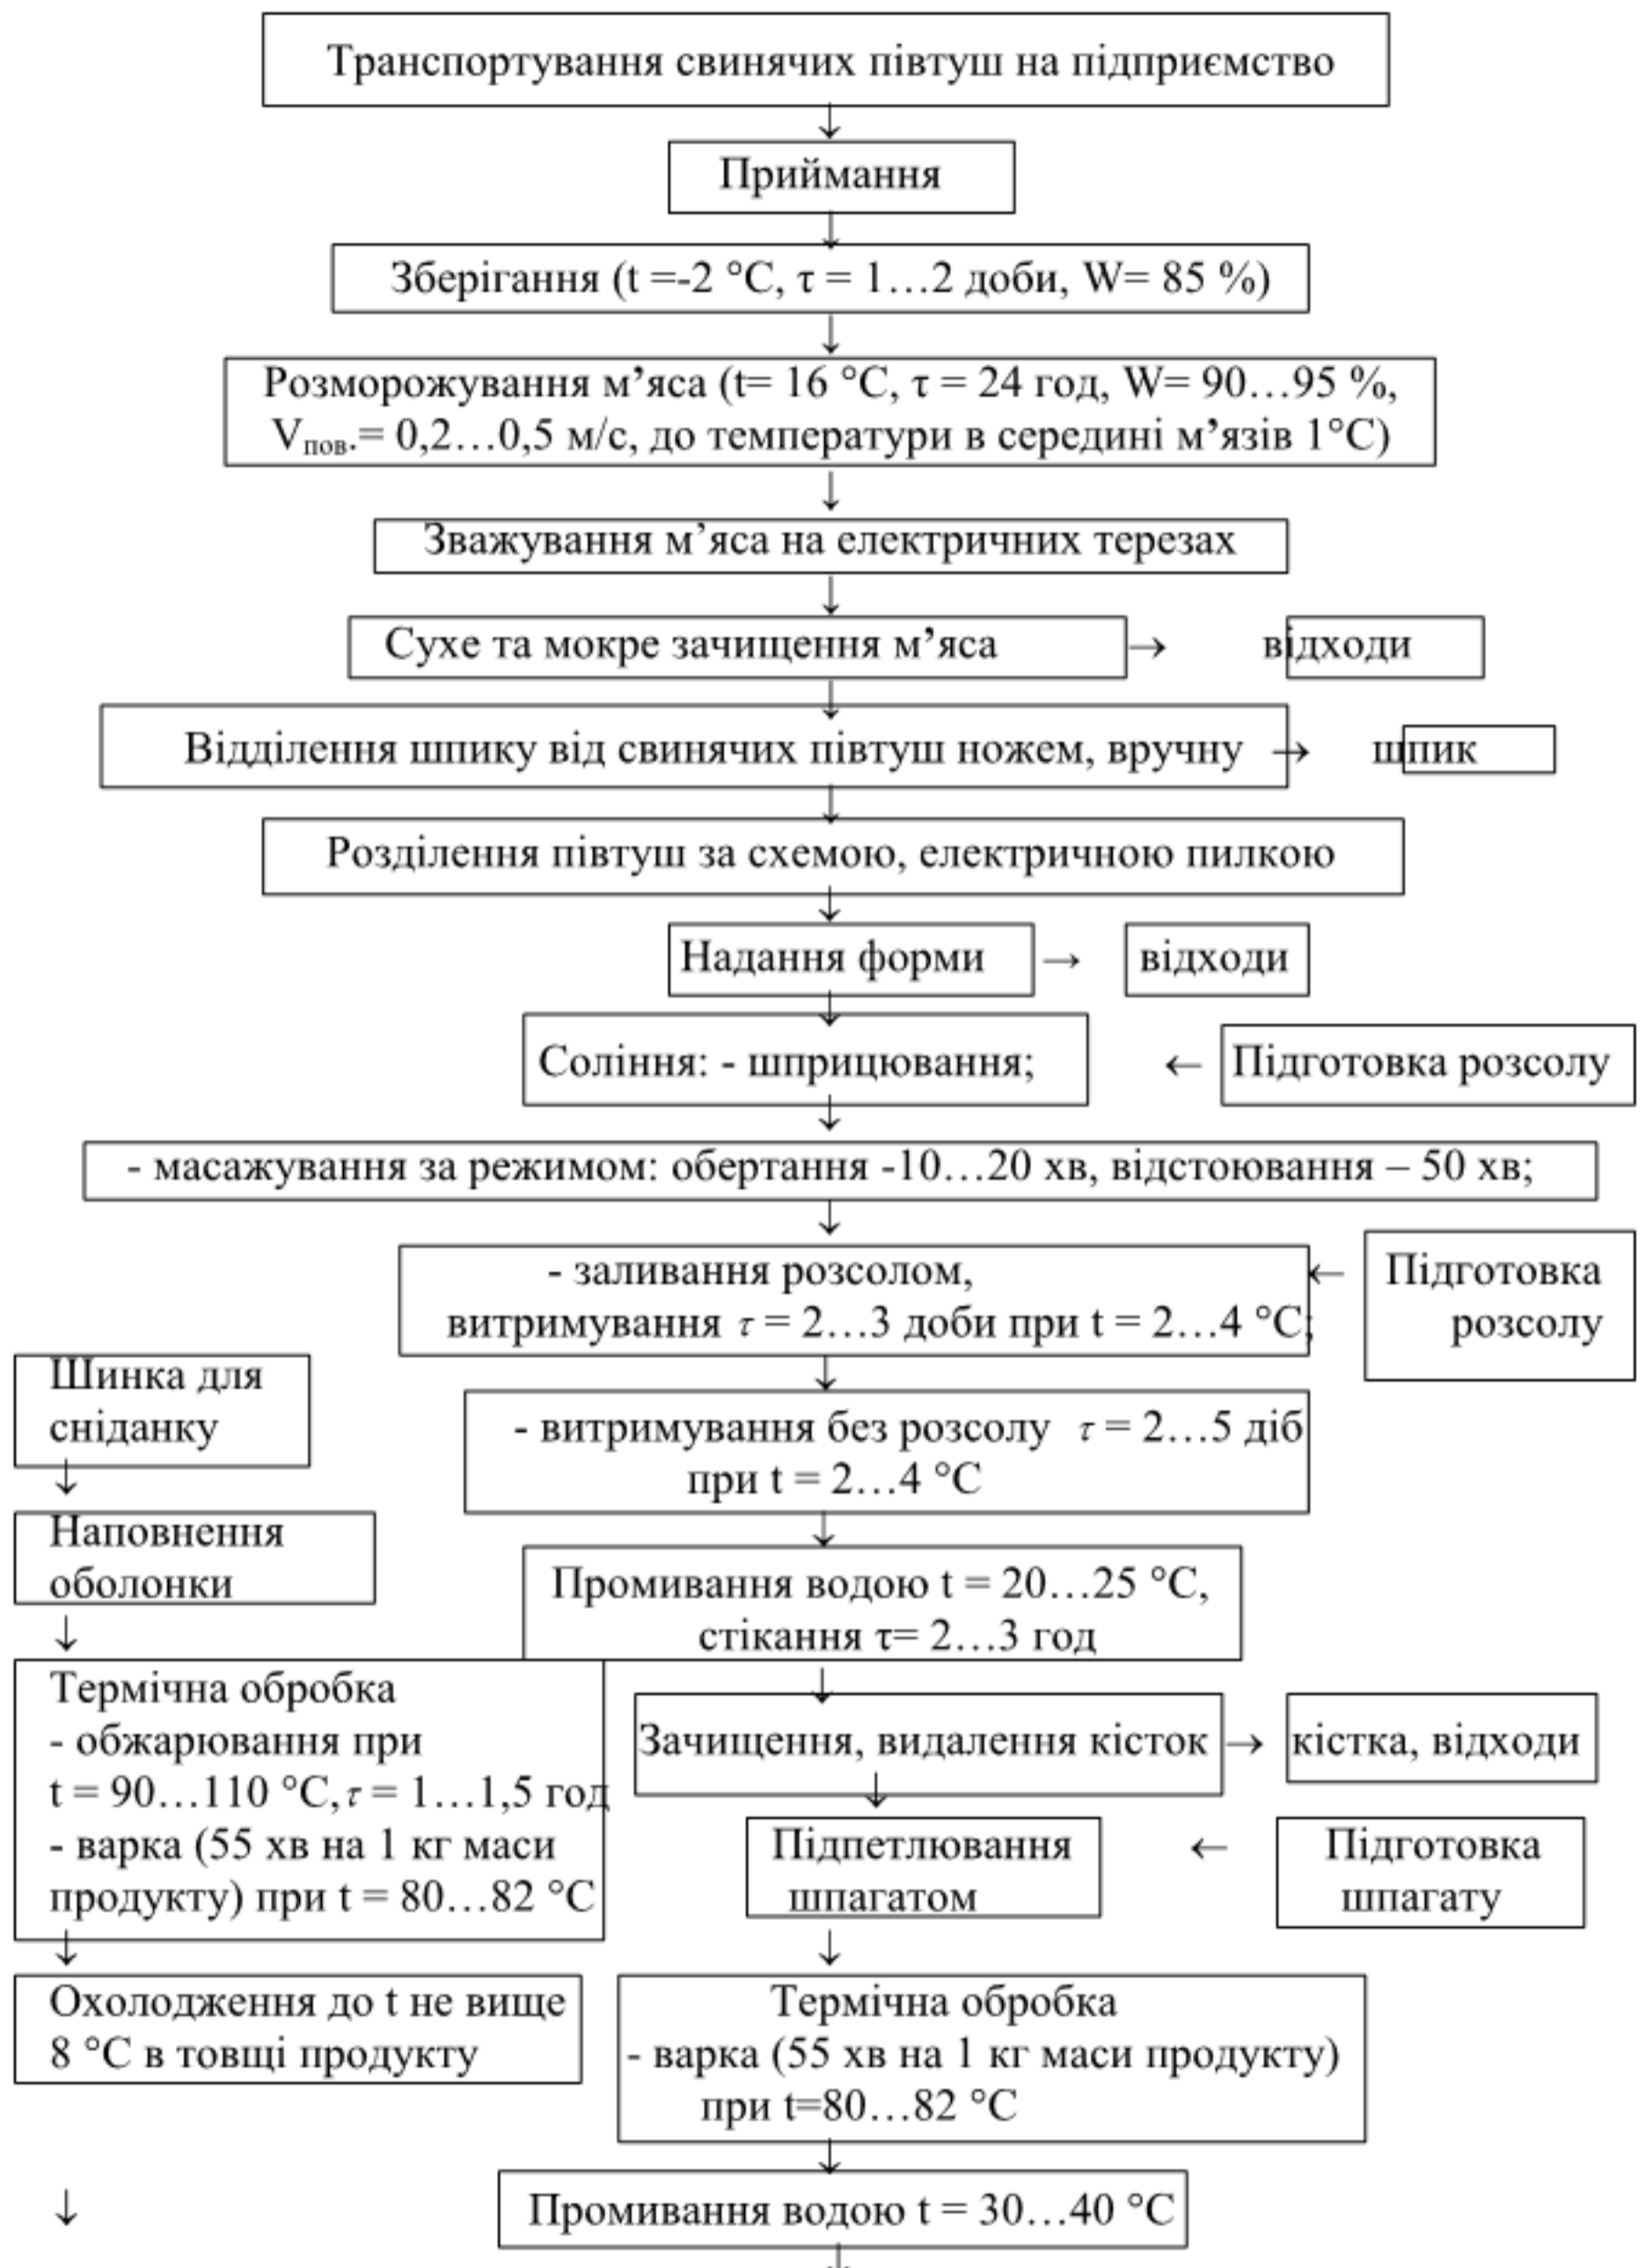 Транспортування свинячих півтуш на підприємство
↓
Приймання
↓
Зберігання (t =-2 °С, τ = 1…2 доби, W= 85 %)
↓
Розморожування м’яса (t= 16 °С, τ = 24 год, W= 90…95 %,
Vпов.= 0,2…0,5 м/с, до температури в середині м’язів 1°С)
↓
Зважування м’яса на електричних терезах
↓
Сухе та мокре зачищення м’яса → відходи
↓
Відділення шпику від свинячих півтуш ножем, вручну → шпик
↓
Розділення півтуш за схемою, електричною пилкою
↓
Надання форми → відходи
↓
Соління: - шприцювання; ← Підготовка розсолу
↓
- масажування за режимом: обертання -10…20 хв, відстоювання – 50 хв;
↓
- заливання розсолом,
витримування τ = 2…3 доби при t = 2…4 °С;
← Підготовка
розсолу
↓
- витримування без розсолу τ = 2…5 діб
при t = 2…4 °С
↓
Промивання водою t = 20…25 °С,
стікання τ= 2…3 год
↓
Зачищення, видалення кісток → кістка, відходи
↓
Підпетлювання
шпагатом
← Підготовка
шпагату
↓
Термічна обробка
- варка (55 хв на 1 кг маси продукту)
при t=80…82 °С
↓
Промивання водою t = 30…40 °С
↓
Шинка для
сніданку
↓
Наповнення
оболонки
↓
Термічна обробка
- обжарювання при
t = 90…110 °С, τ = 1…1,5 год
- варка (55 хв на 1 кг маси
продукту) при t = 80…82 °С
↓
Охолодження до t не вище
8 °С в товщі продукту
↓